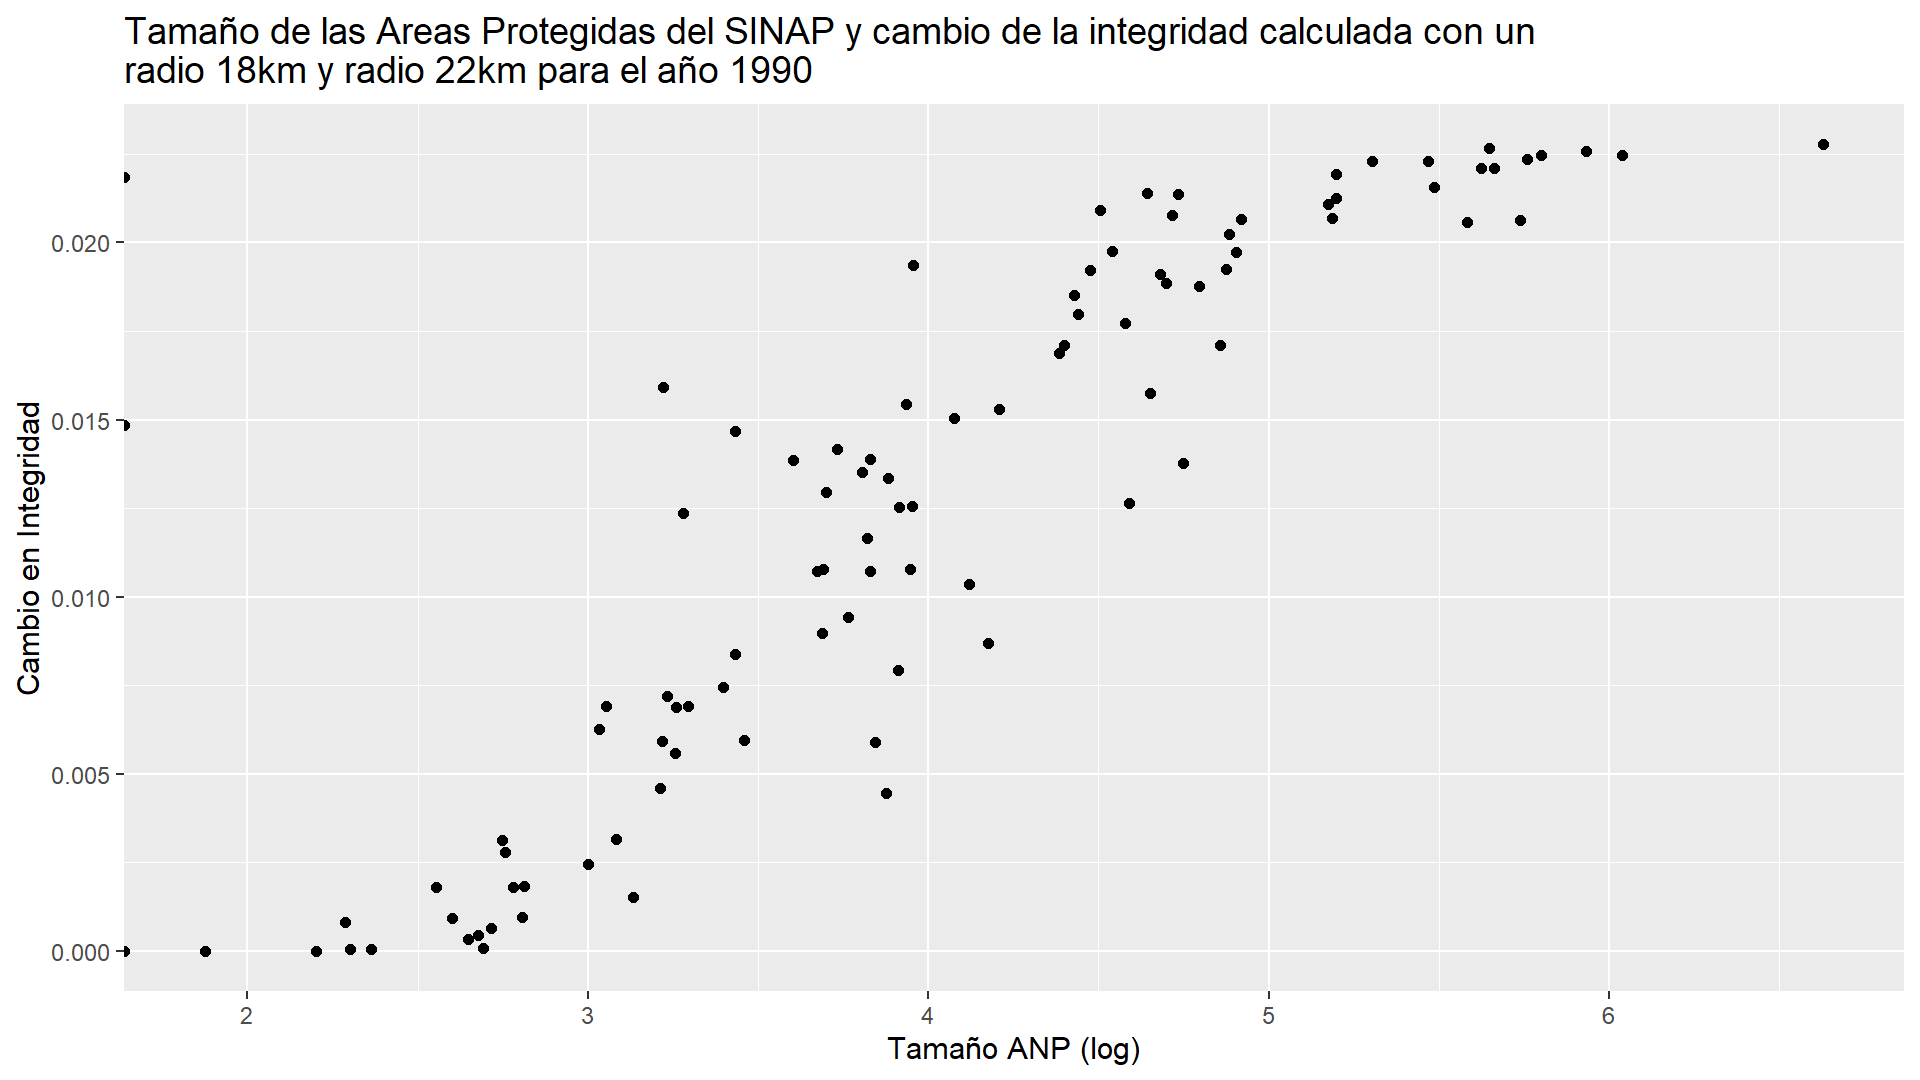 Tamaño de las Areas Protegidas del SINAP y cambio de la integridad calculada con un
radio 18km y radio 22km para el año 1990
Cambio en Integridad
0.020
0.015
0.010
0.005
0.000
2 3 4 5 6
Tamaño ANP (log)